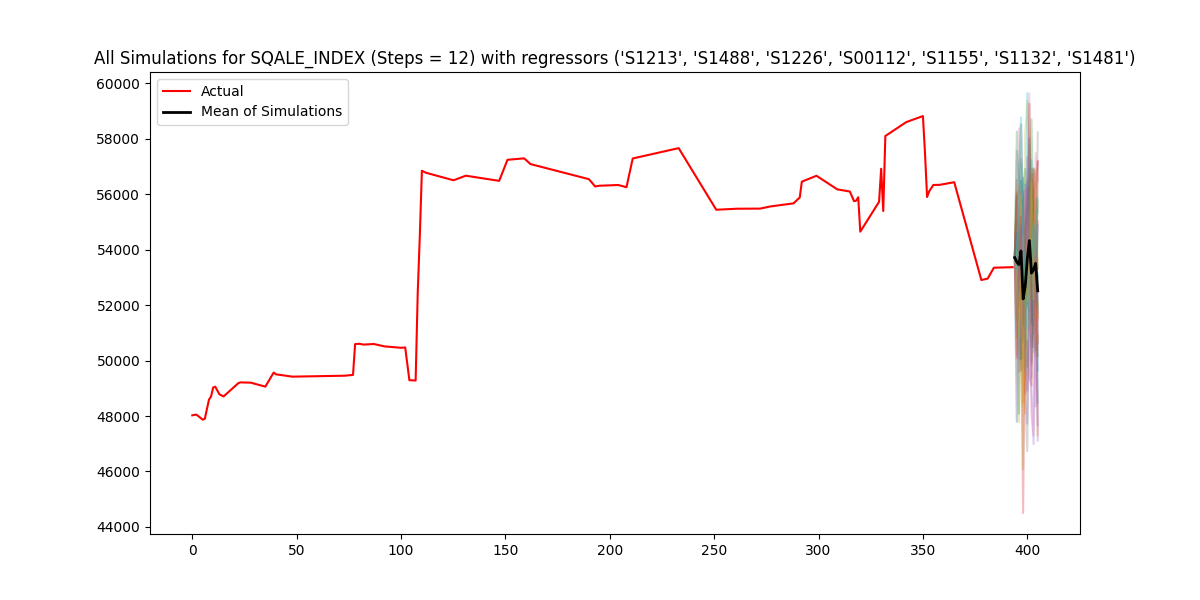 All Simulations for SQALE_INDEX (Steps = 12) with regressors ('S1213', 'S1488', 'S1226', 'S00112', 'S1155', 'S1132', 'S1481')
Actual
Mean of Simulations
60000
58000
56000
54000
52000
50000
48000
46000
44000
0 50 100 150 200 250 300 350 400